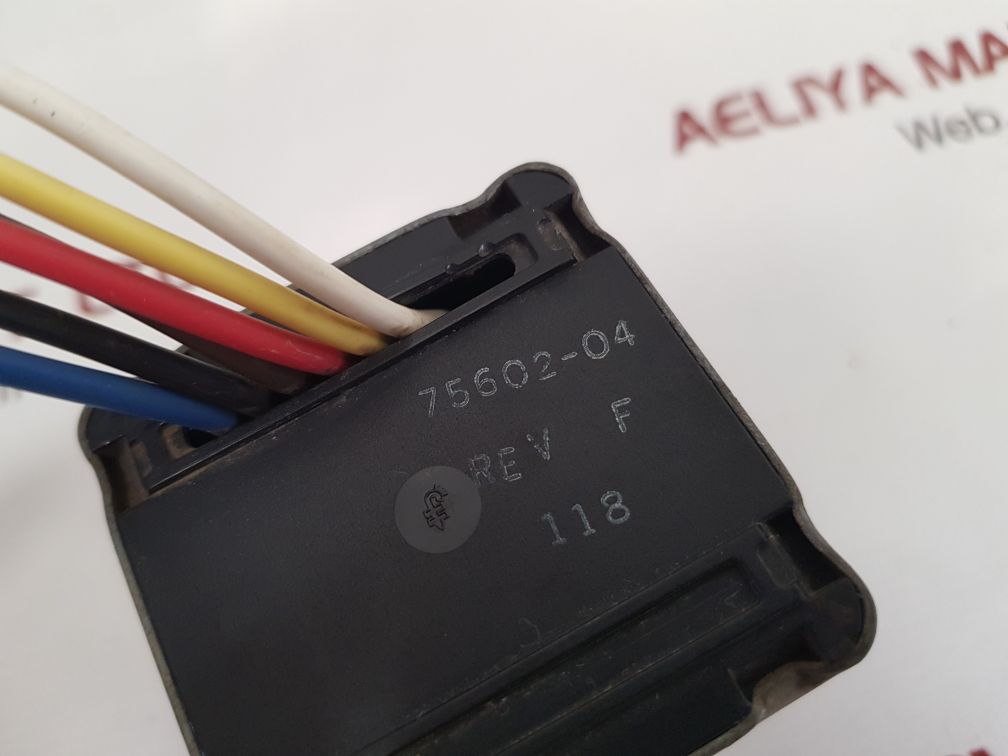 AELIYA MA
Web
75602-04
REV F
118